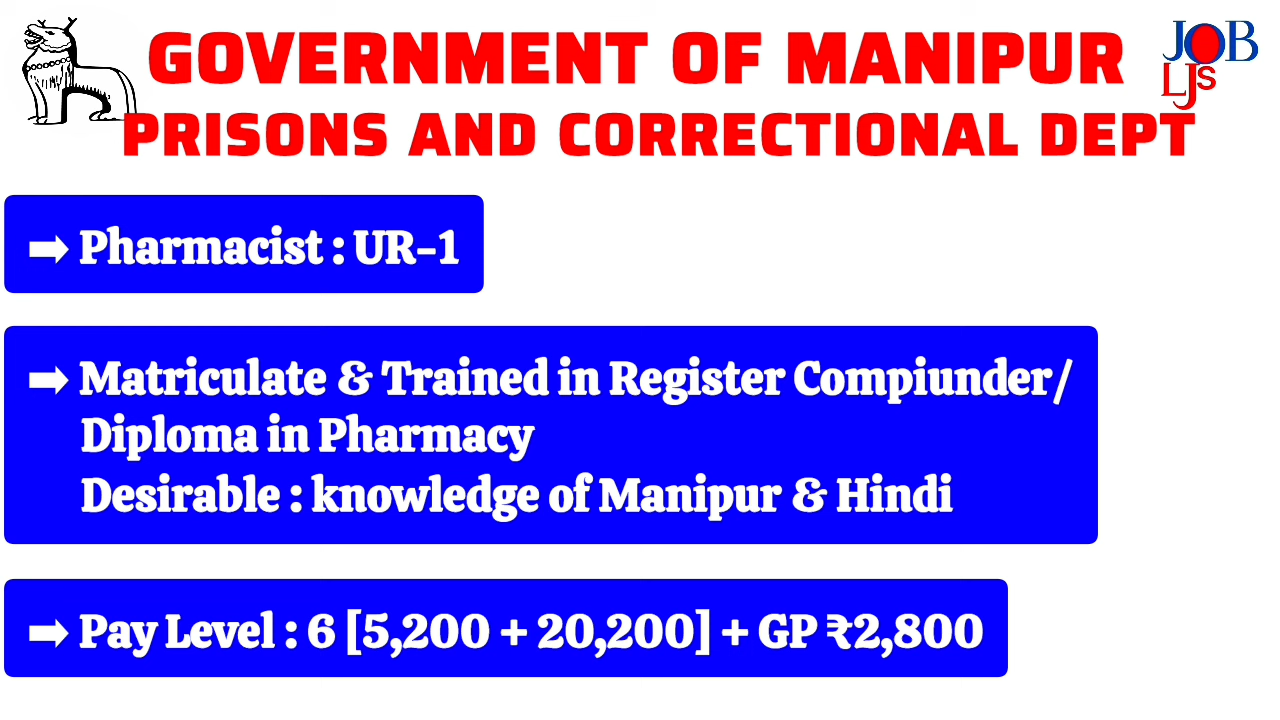 GOVERNMENT OF MANIPUR
JOB
LJS
PRISONS AND CORRECTIONAL DEPT
➡ Pharmacist : UR-1
➡ Matriculate & Trained in Register Compiunder/
Diploma in Pharmacy
Desirable : knowledge of Manipur & Hindi
➡ Pay Level : 6 [5,200 + 20,200] + GP ₹2,800